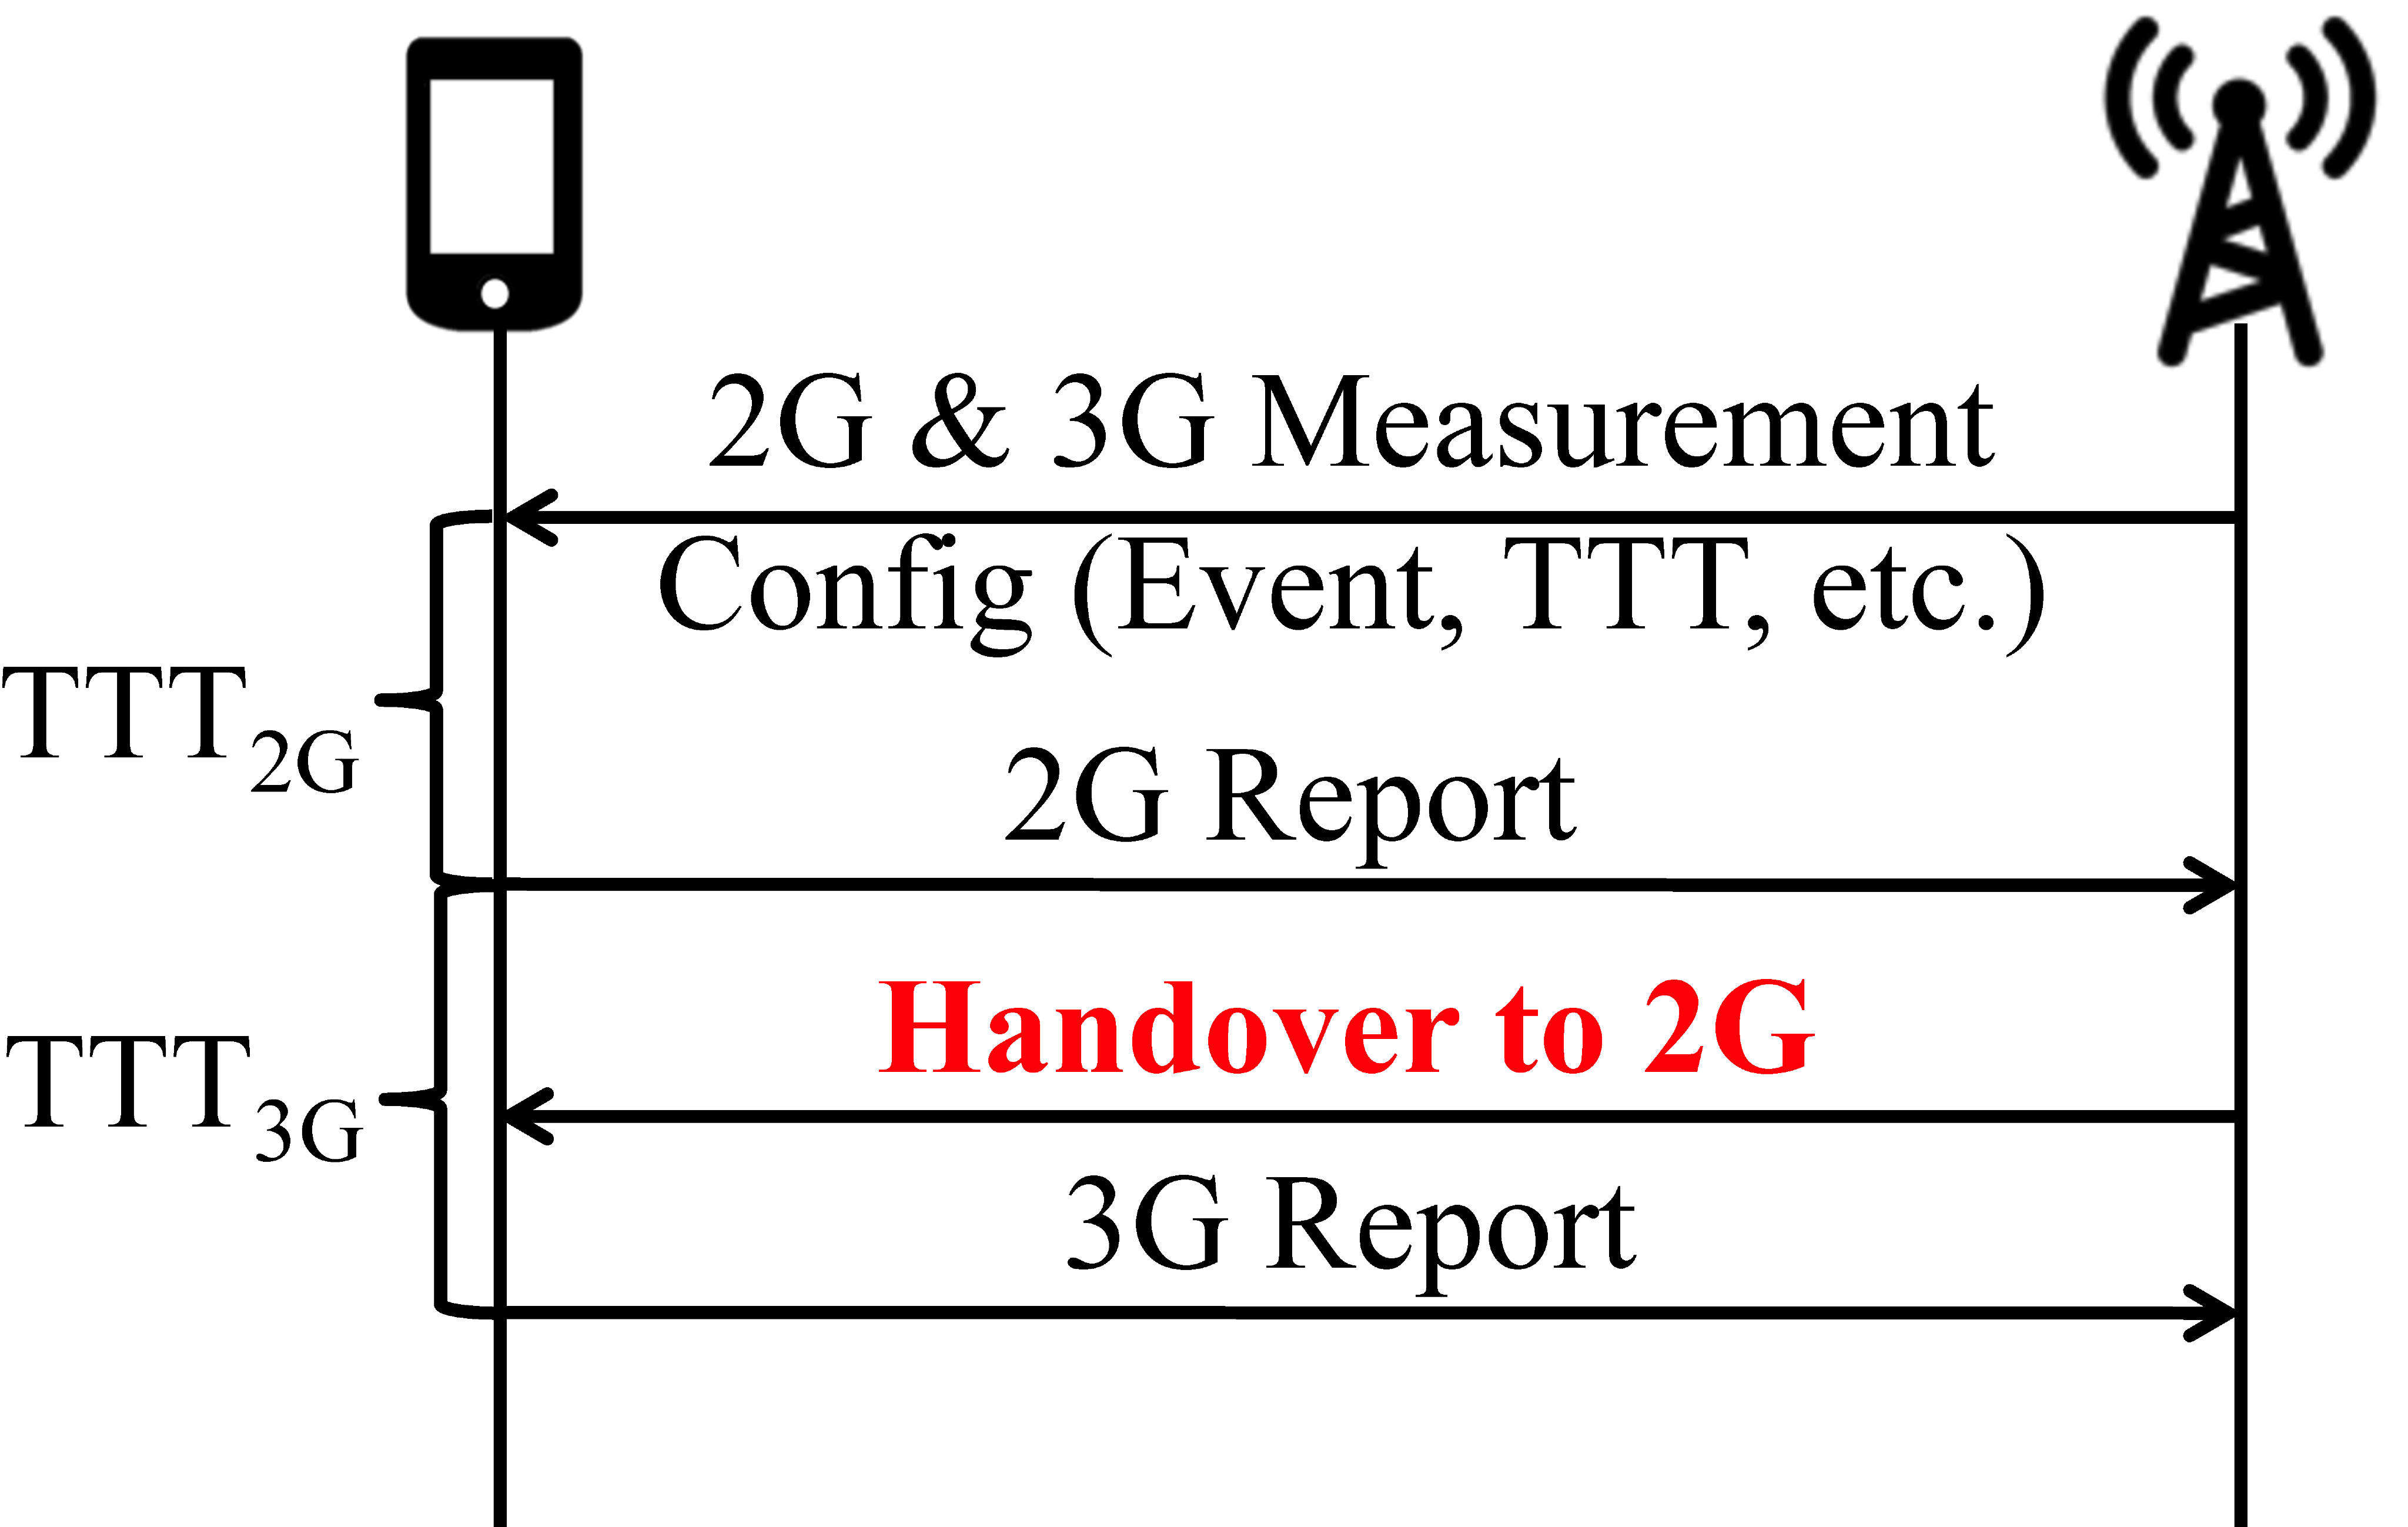 2G & 3G Measurement
Config (Event, TTT, etc.)
TTT2G
2G Report
Handover to 2G
TTT3G
3G Report